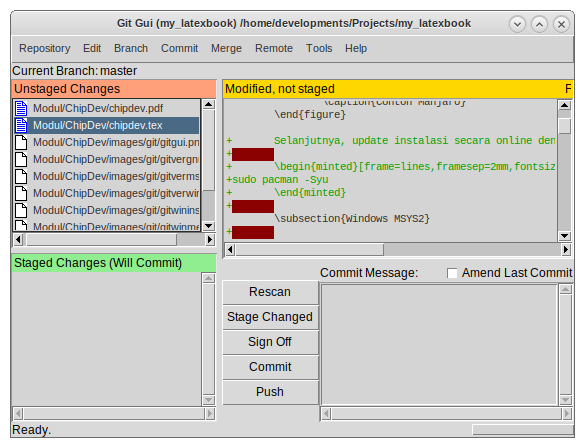 Git Gui (my_latexbook) /home/developments/Projects/my_latexbook
Repository Edit Branch Commit Merge Remote Tools Help
Current Branch: master
Unstaged Changes
Modul/ChipDev/chipdev.pdf
Modul/ChipDev/chipdev.tex
Modul/ChipDev/images/git/gitgui.pn
Modul/ChipDev/images/git/gitvergnu
Modul/ChipDev/images/git/gitverms
Modul/ChipDev/images/git/gitverwin
Modul/ChipDev/images/git/gitwinins
Modul/ChipDev/images/git/gitwinme
Staged Changes (Will Commit)
Modified, not staged F
\caption{Conton Manjaro}
\end{figure}
+ Selanjutnya, update instalasi secara online den
+
+ \begin{minted}[frame=lines,framesep=2mm,fontsiz
+sudo pacman -Syu
+ \end{minted}
+
\subsection{Windows MSYS2}
+
Rescan
Stage Changed
Sign Off
Commit
Push
Commit Message: Amend Last Commit
Ready.